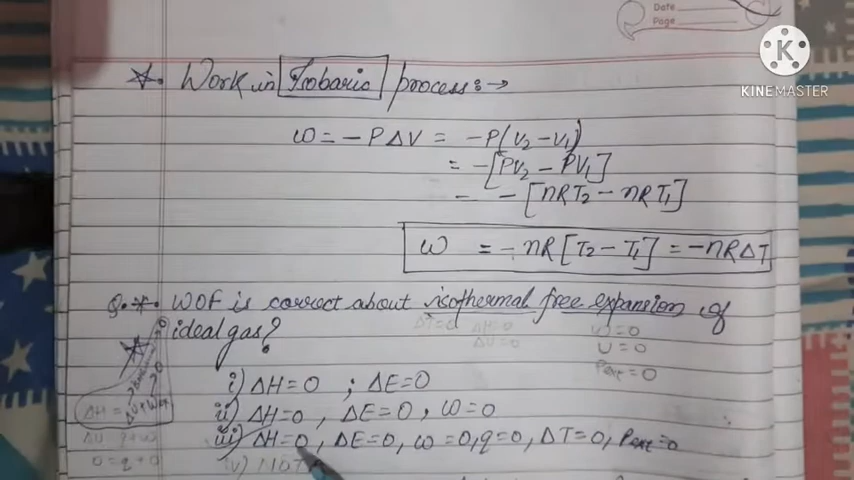 Date
Page
K
KINEMASTER
*. Work in Isobaric process:→
W = -PΔV = -P(V2-V1)
= -[PV2 - PV1]
= -[nRT2 - nRT1]
W = -nR[T2-T1] = -nRΔT
Q.*. WOF is correct about isothermal free expansion of
ideal gas?
ΔT=0 ΔH=0 W=0
ΔU=0 U=0
Pext=0
i) ΔH=0 ; ΔE=0
ii) ΔH=0, ΔE=0, W=0
iii) ΔH=0, ΔE=0, W=0, q=0, ΔT=0, Pext=0
ΔH =
ΔU = q+w
0 = q+0